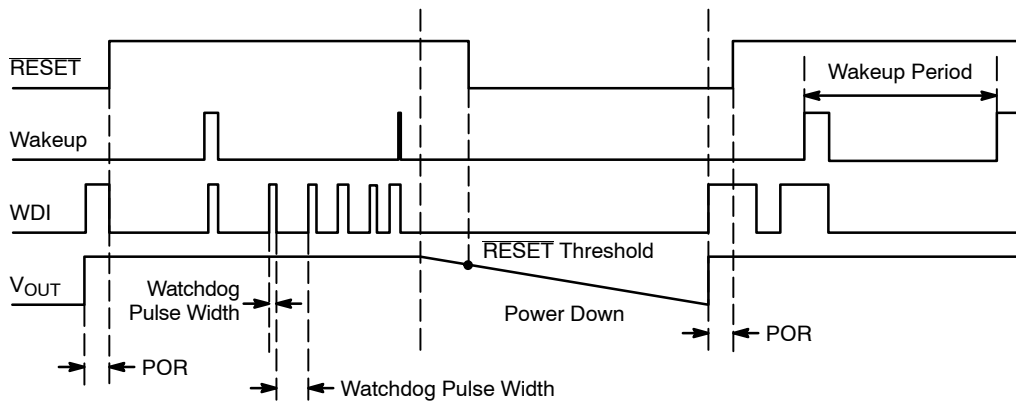 RESET
Wakeup Period
Wakeup
WDI
RESET Threshold
VOUT
Watchdog
Pulse Width
Power Down
POR
POR
Watchdog Pulse Width